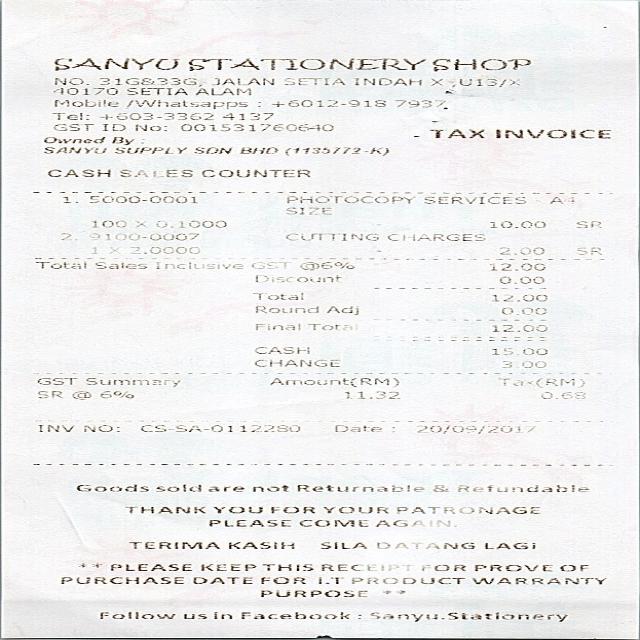 SANYU STATIONERY SHOP
NO. 31G&33G, JALAN SETIA INDAH X ,U13/X
40170 SETIA ALAM
Mobile /Whatsapps : +6012-918 7937
Tel: +603-3362 4137
GST ID No: 001531760640
TAX INVOICE
Owned By :
SANYU SUPPLY SDN BHD (1135772-K)
CASH SALES COUNTER
1. 5000-0001 PHOTOCOPY SERVICES - A4
SIZE
100 X 0.1000 10.00 SR
2. 9100-0007 CUTTING CHARGES
1 X 2.0000 2.00 SR
Total Sales Inclusive GST @6% 12.00
Discount 0.00
Total 12.00
Round Adj 0.00
Final Total 12.00
CASH 15.00
CHANGE 3.00
GST Summary Amount(RM) Tax(RM)
SR @ 6% 11.32 0.68
INV NO: CS-SA-0112280 Date : 20/09/2017
Goods sold are not Returnable & Refundable
THANK YOU FOR YOUR PATRONAGE
PLEASE COME AGAIN.
TERIMA KASIH SILA DATANG LAGI
** PLEASE KEEP THIS RECEIPT FOR PROVE OF
PURCHASE DATE FOR I.T PRODUCT WARRANTY
PURPOSE **
Follow us in Facebook : Sanyu.Stationery